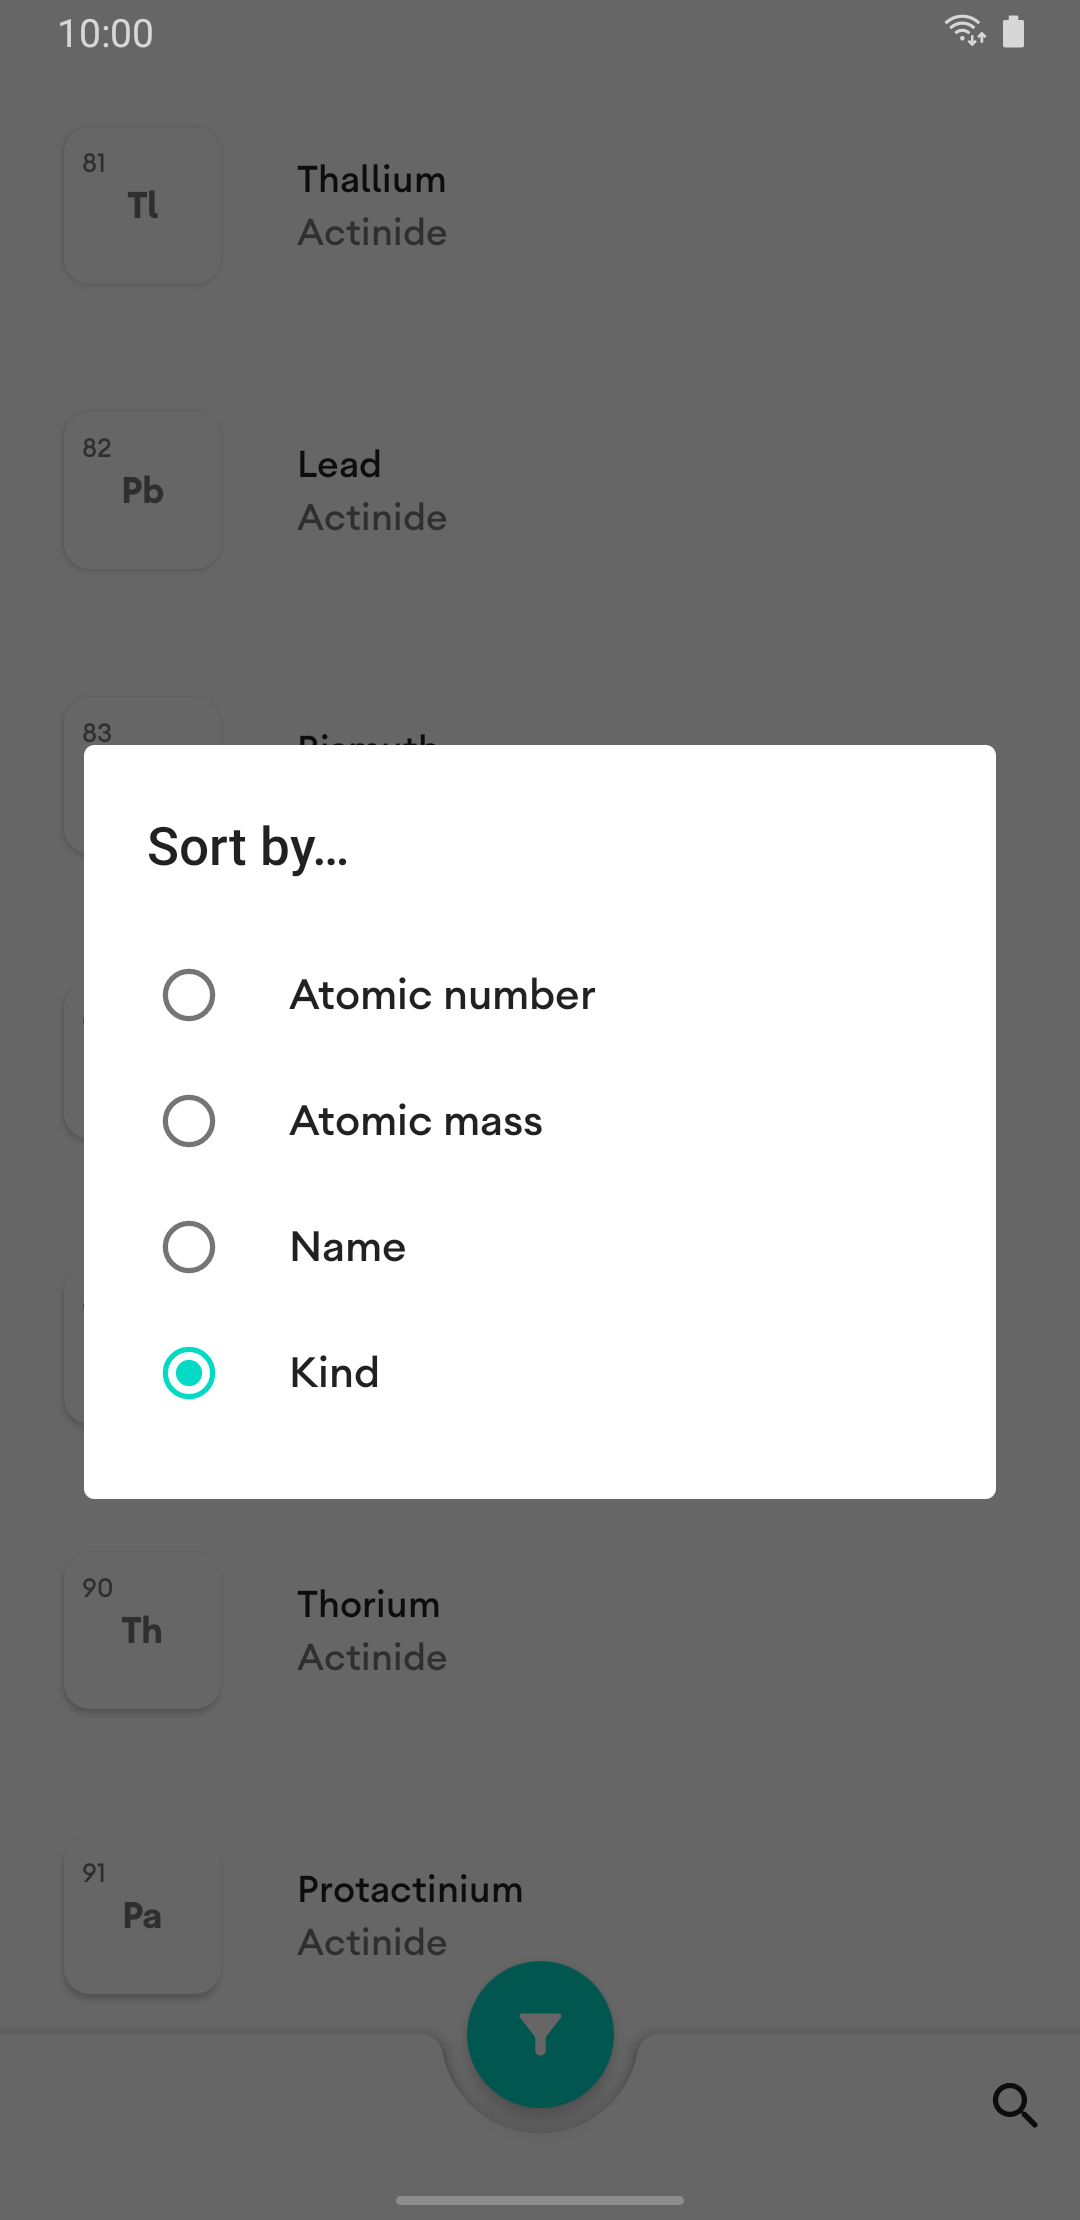 10:00
81
Tl
Thallium
Actinide
82
Pb
Lead
Actinide
83
Bismuth
Sort by...
Atomic number
Atomic mass
Name
Kind
90
Th
Thorium
Actinide
91
Pa
Protactinium
Actinide